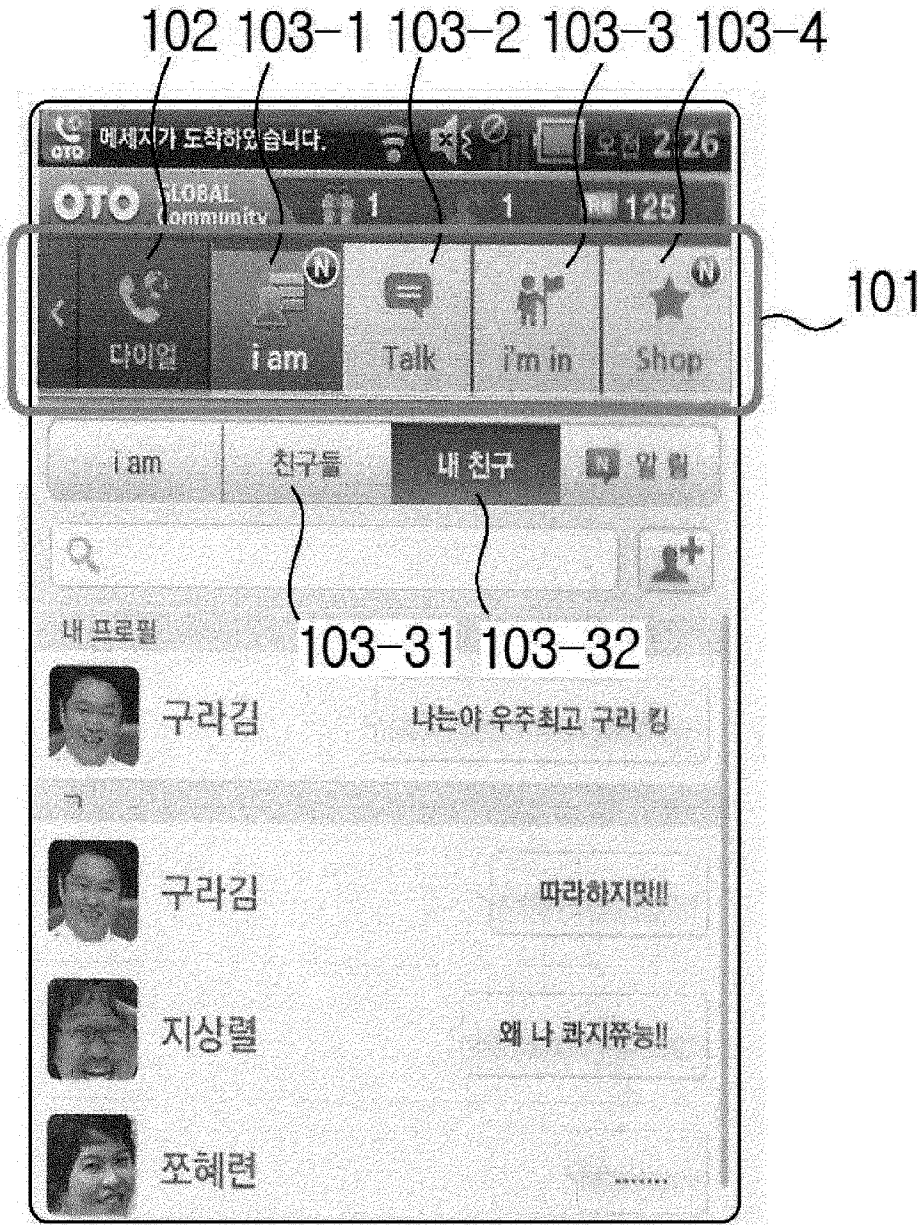 102 103-1 103-2 103-3 103-4
OTO 메세지가 도착하였습니다. 오전 2:26
OTO GLOBAL Community 1 1 125
101
다이얼 i am N Talk i'm in Shop N
i am 친구들 내 친구 N 알 림
103-31 103-32
내 프로필
구라김 나는야 우주최고 구라 킹
ㄱ
구라김 따라하지밋!!
지상렬 왜 나 콰지쮸능!!
쪼혜련 .......